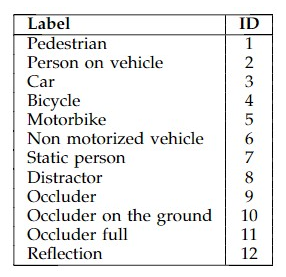 Label ID
Pedestrian 1
Person on vehicle 2
Car 3
Bicycle 4
Motorbike 5
Non motorized vehicle 6
Static person 7
Distractor 8
Occluder 9
Occluder on the ground 10
Occluder full 11
Reflection 12